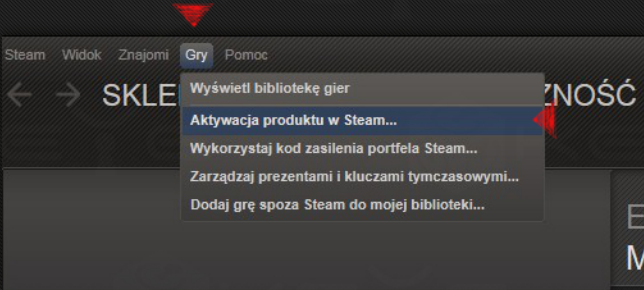 Steam Widok Znajomi Gry Pomoc
SKLE ZNOŚĆ
Wyświetl bibliotekę gier
Aktywacja produktu w Steam...
Wykorzystaj kod zasilenia portfela Steam...
Zarządzaj prezentami i kluczami tymczasowymi...
Dodaj grę spoza Steam do mojej biblioteki...
E
M